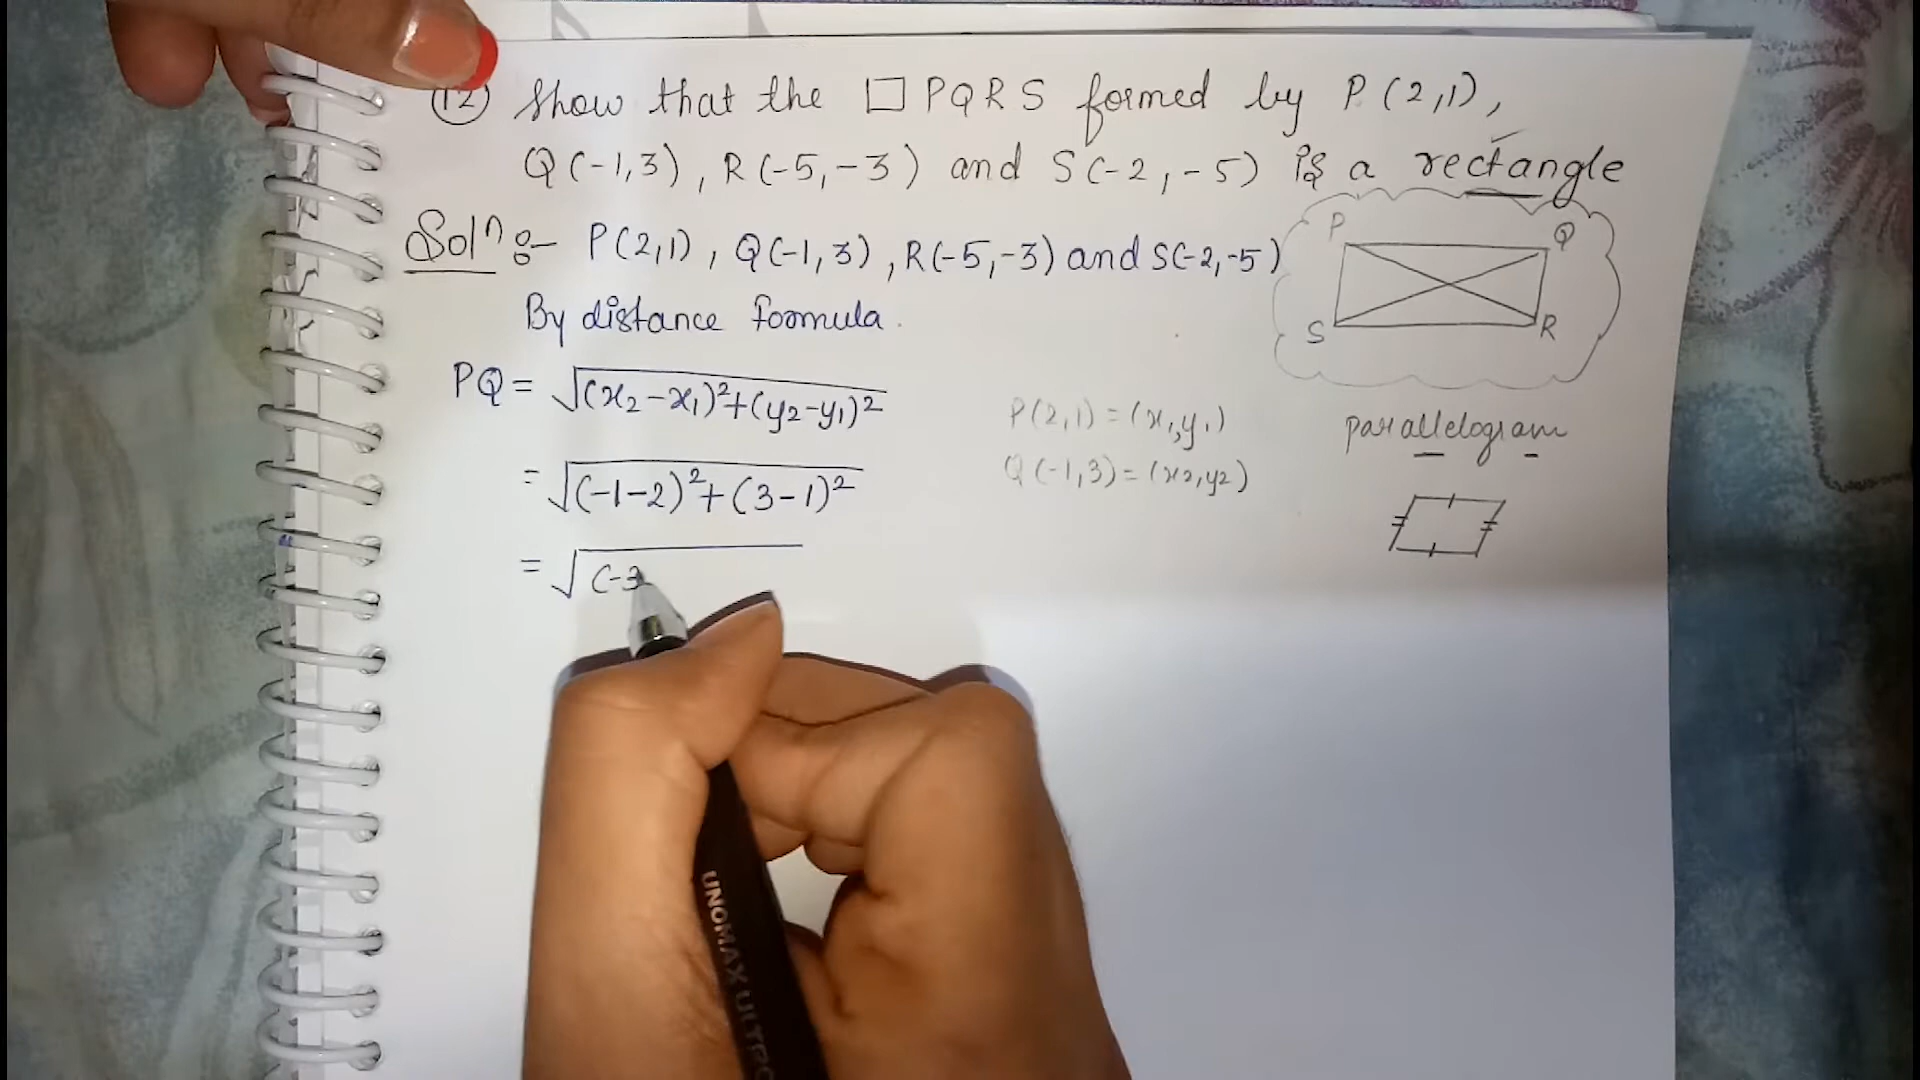 (12) Show that the □ PQRS formed by P(2,1),
Q(-1,3), R(-5,-3) and S(-2,-5) is a rectangle
Solⁿ:- P(2,1), Q(-1,3), R(-5,-3) and S(-2,-5)
P Q
S R
By distance formula.
PQ = √(x₂-x₁)²+(y₂-y₁)²
P(2,1) = (x₁,y₁)
parallelogram
= √(-1-2)²+(3-1)²
Q(-1,3) = (x₂,y₂)
= √(-3
UNOMAX ULTRO